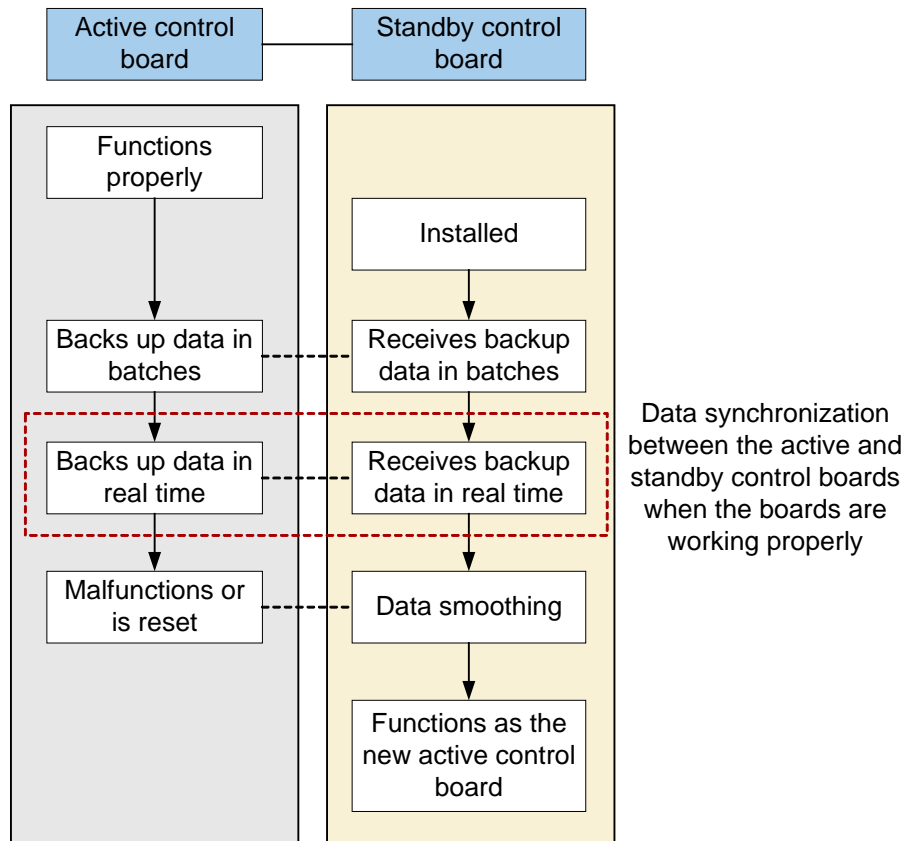 Active control
board
Standby control
board
Functions
properly
Installed
Backs up data in
batches
Receives backup
data in batches
Backs up data in
real time
Receives backup
data in real time
Data synchronization
between the active and
standby control boards
when the boards are
working properly
Malfunctions or
is reset
Data smoothing
Functions as the
new active control
board